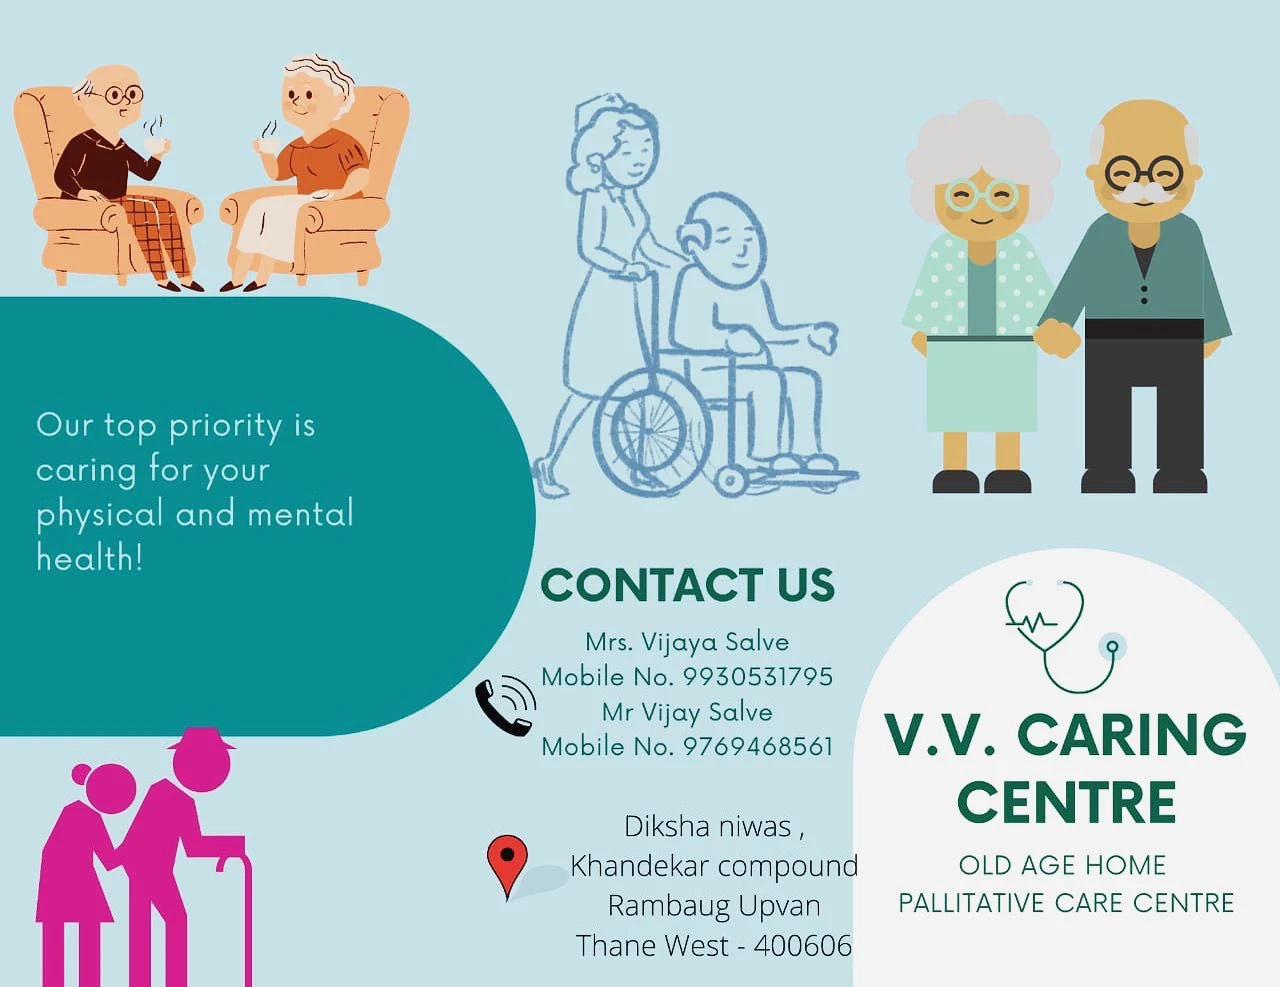 Our top priority is
caring for your
physical and mental
health!
CONTACT US
Mrs. Vijaya Salve
Mobile No. 9930531795
Mr Vijay Salve
Mobile No. 9769468561
Diksha niwas ,
Khandekar compound
Rambaug Upvan
Thane West - 400606
V.V. CARING
CENTRE
OLD AGE HOME
PALLITATIVE CARE CENTRE